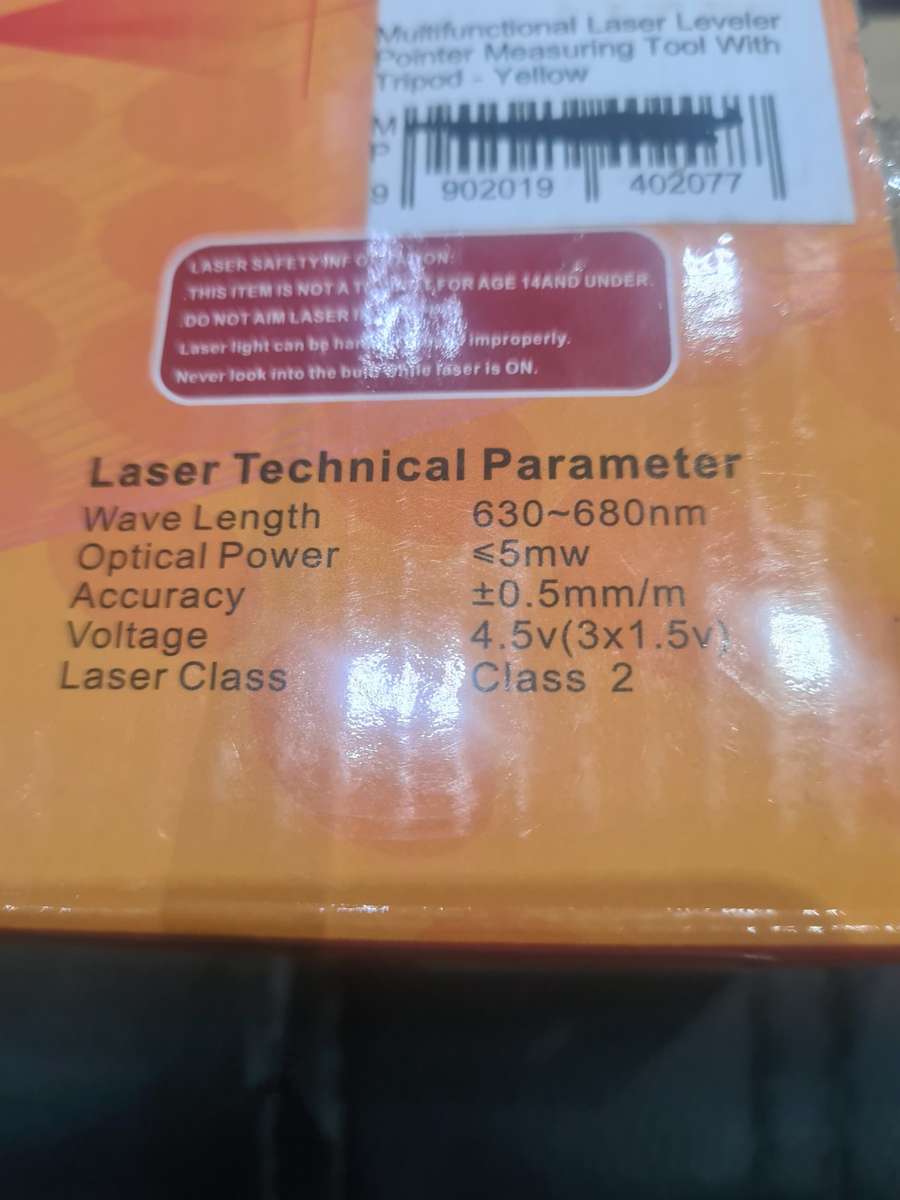 Multifunctional Laser Leveler
Pointer Measuring Tool With
Tripod - Yellow
M
P
9 902019 402077
LASER SAFETY
THIS ITEM IS NOT A FOR AGE 14AND UNDER.
DO NOT AIM LASER
Laser light can be improperly.
Never look into the while laser is ON.
Laser Technical Parameter
Wave Length 630~680nm
Optical Power ⩽5mw
Accuracy ±0.5mm/m
Voltage 4.5v(3x1.5v)
Laser Class Class 2